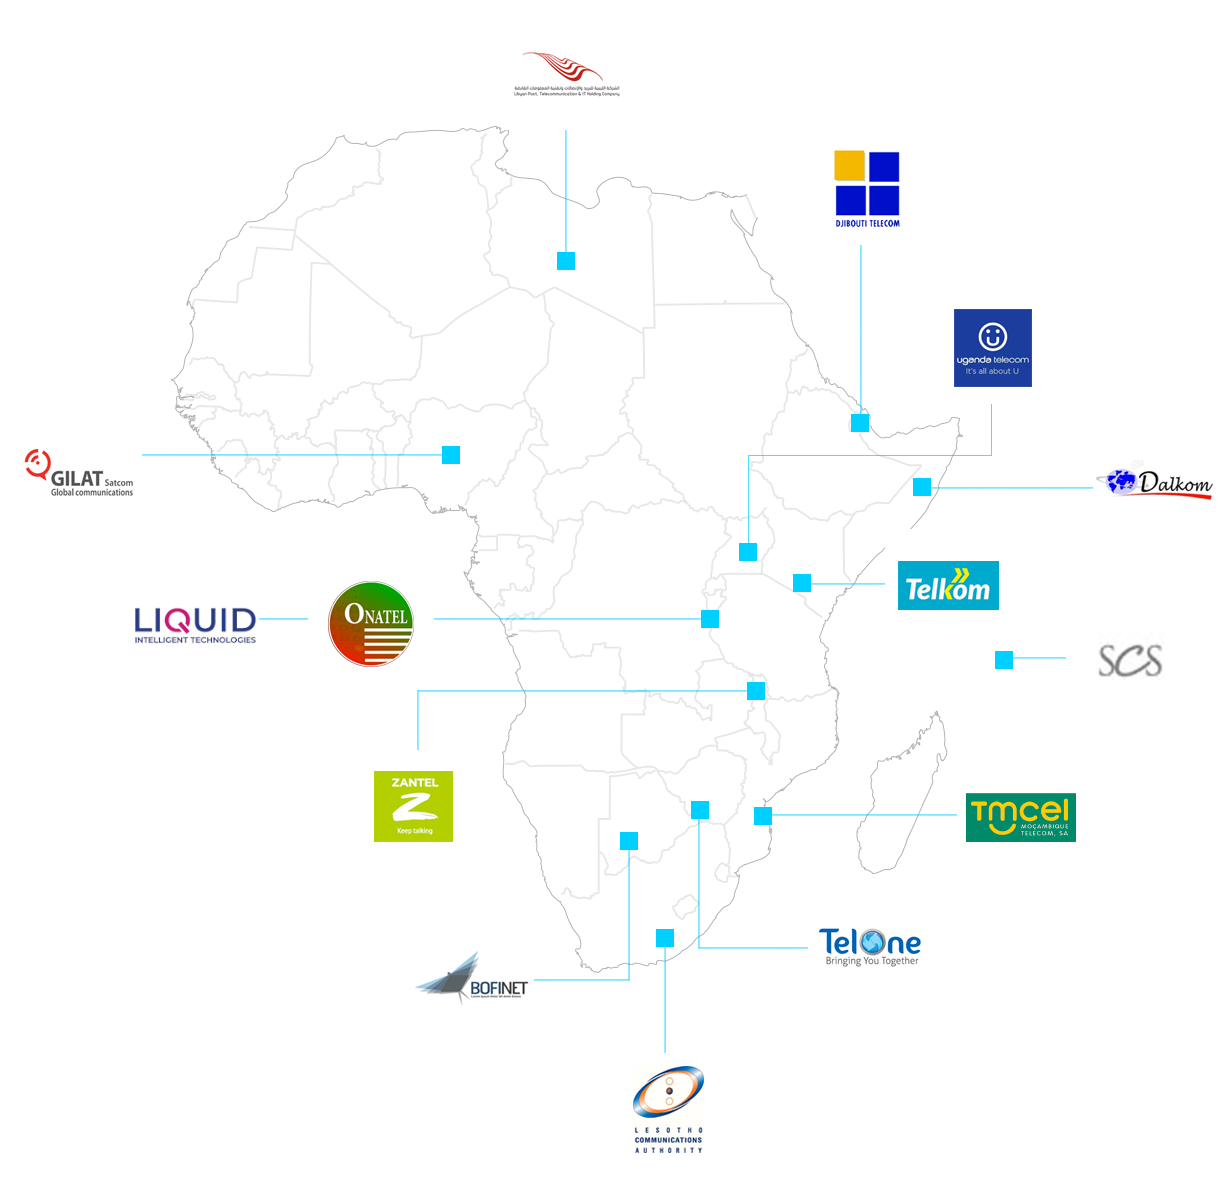 الشركة الليبية للبريد والاتصالات وتقنية المعلومات القابضة
Libyan Post, Telecommunication & IT Holding Company
DJIBOUTI TELECOM
uganda telecom
It's all about U
GILAT Satcom
Global communications
Dalkom
Telkom
LIQUID
INTELLIGENT TECHNOLOGIES
ONATEL
SCS
ZANTEL
Z
Keep talking
TMCEL
MOÇAMBIQUE
TELECOM, SA
TelOne
Bringing You Together
BOFINET
LESOTHO
COMMUNICATIONS
AUTHORITY